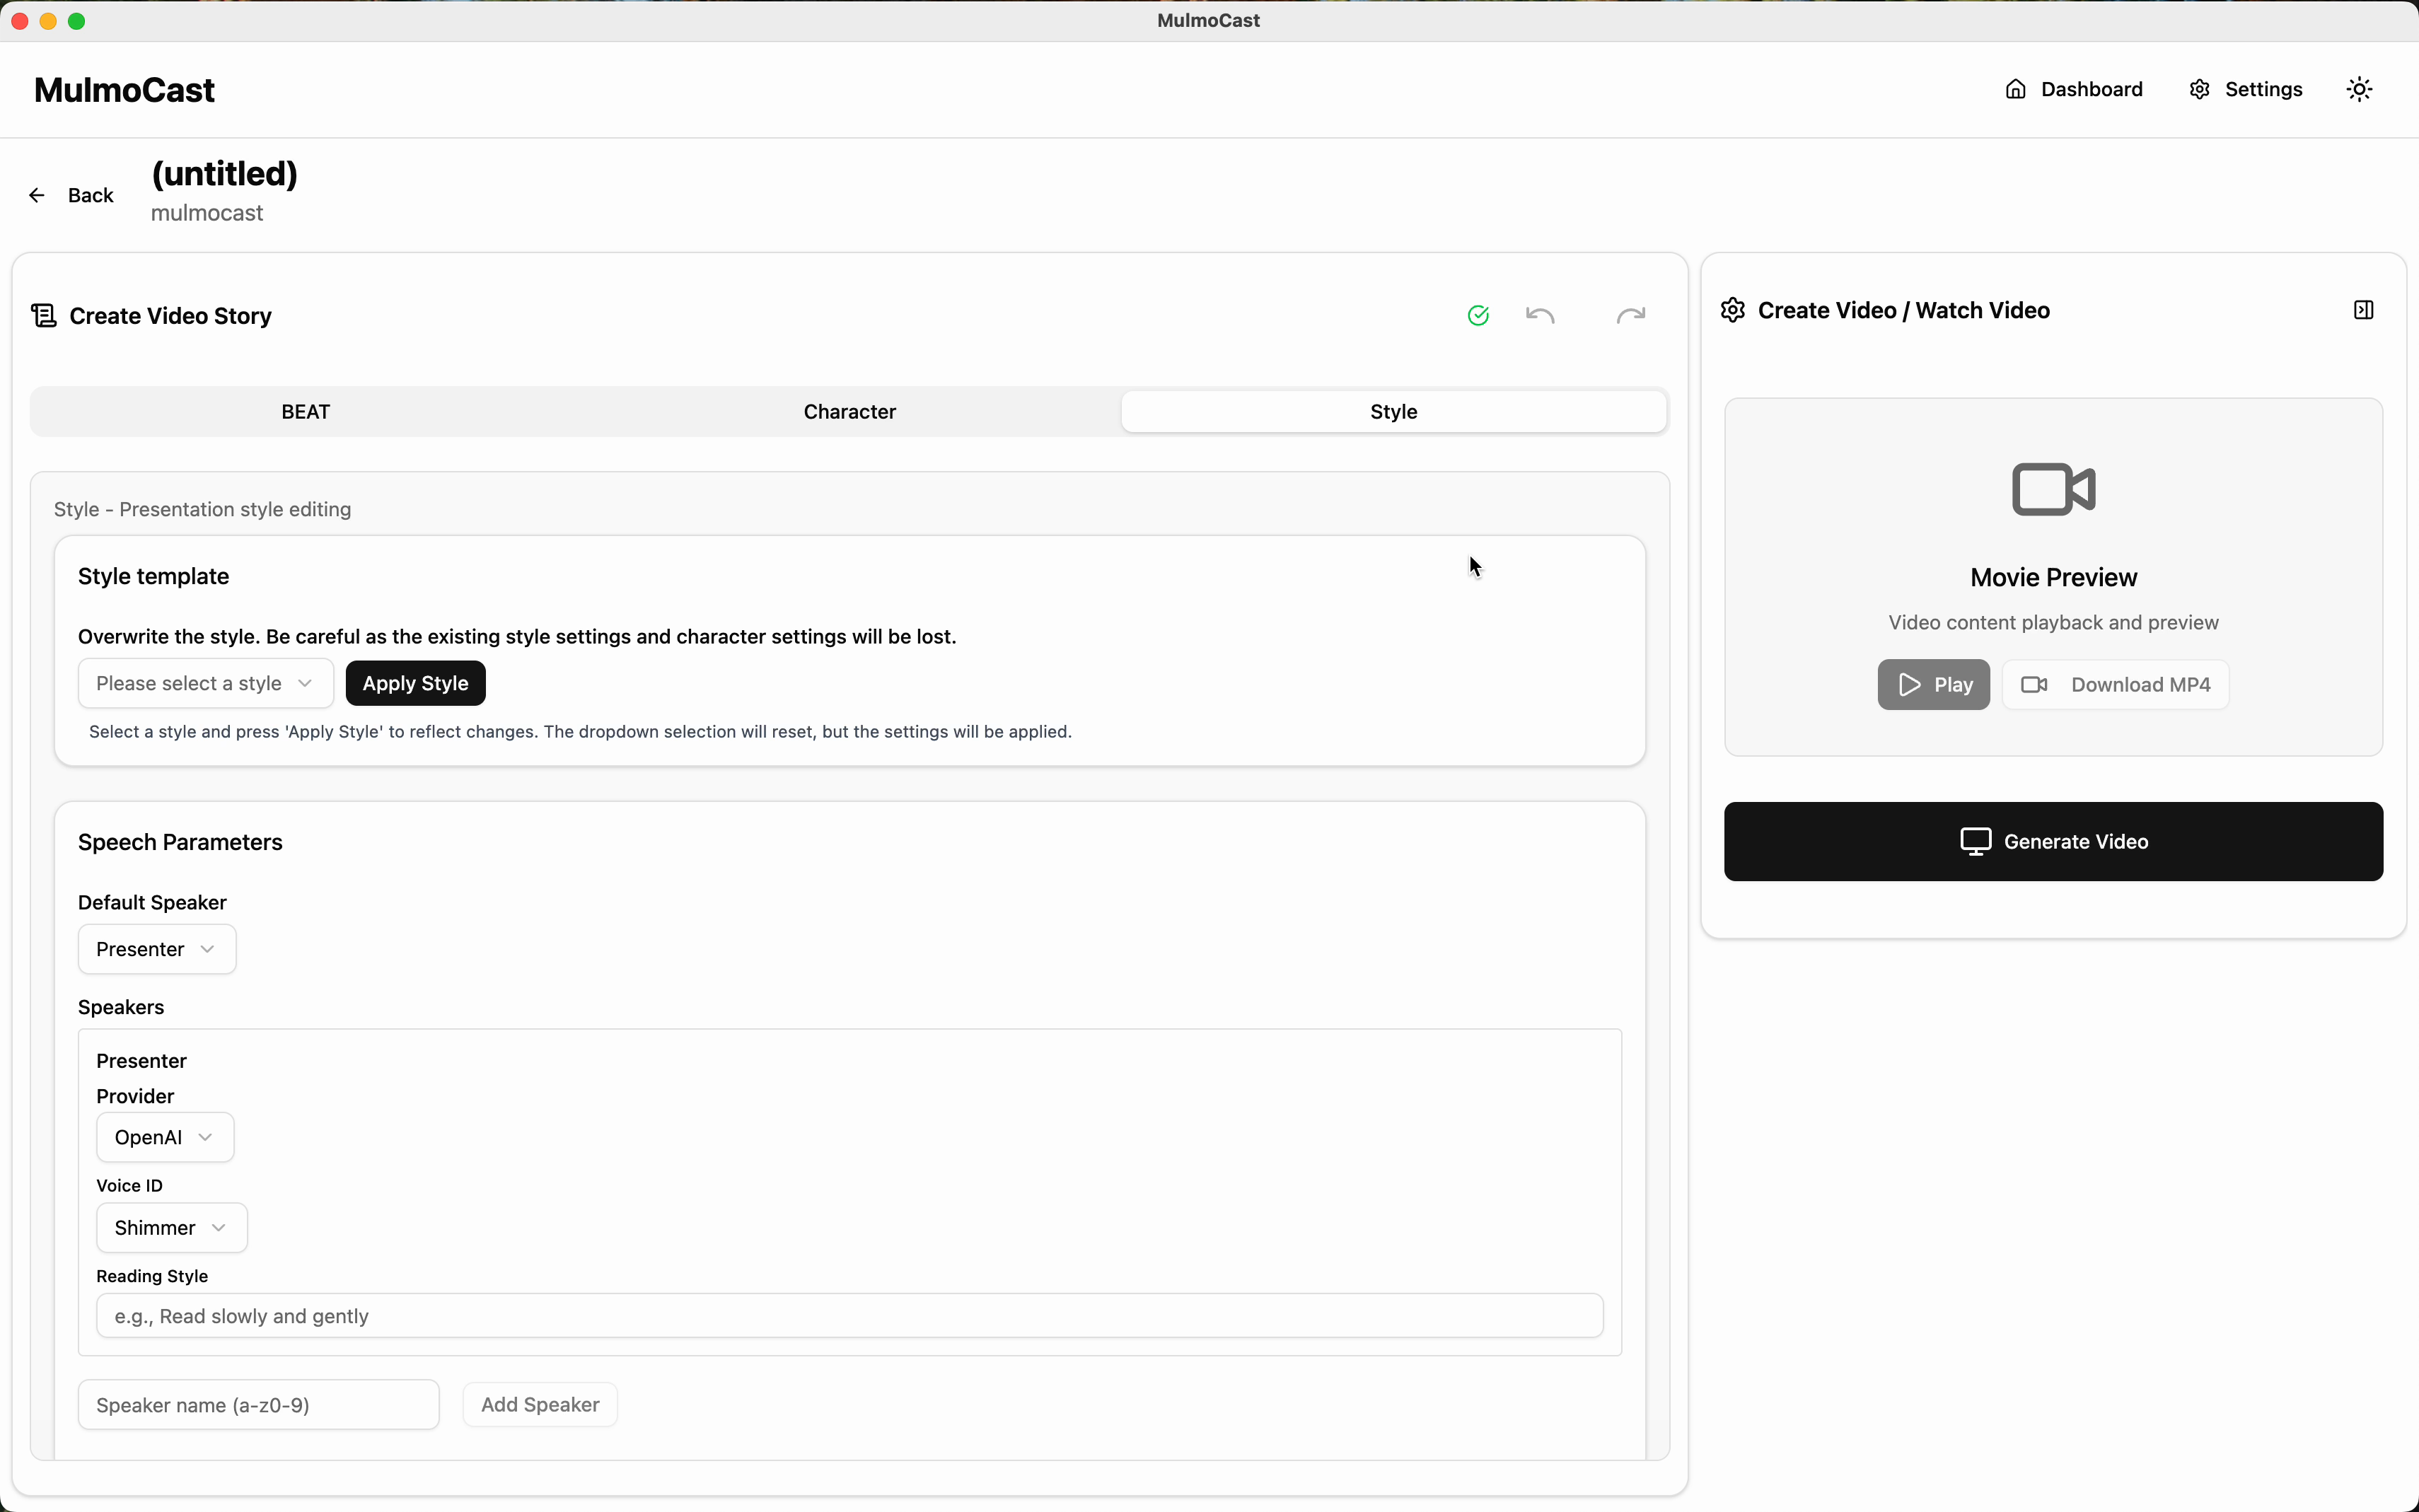 MulmoCast
MulmoCast
Dashboard
Settings
Back
(untitled)
mulmocast
Create Video Story
BEAT
Character
Style
Style - Presentation style editing
Style template
Overwrite the style. Be careful as the existing style settings and character settings will be lost.
Please select a style
Apply Style
Select a style and press 'Apply Style' to reflect changes. The dropdown selection will reset, but the settings will be applied.
Speech Parameters
Default Speaker
Presenter
Speakers
Presenter
Provider
OpenAI
Voice ID
Shimmer
Reading Style
e.g., Read slowly and gently
Speaker name (a-z0-9)
Add Speaker
Create Video / Watch Video
Movie Preview
Video content playback and preview
Play
Download MP4
Generate Video